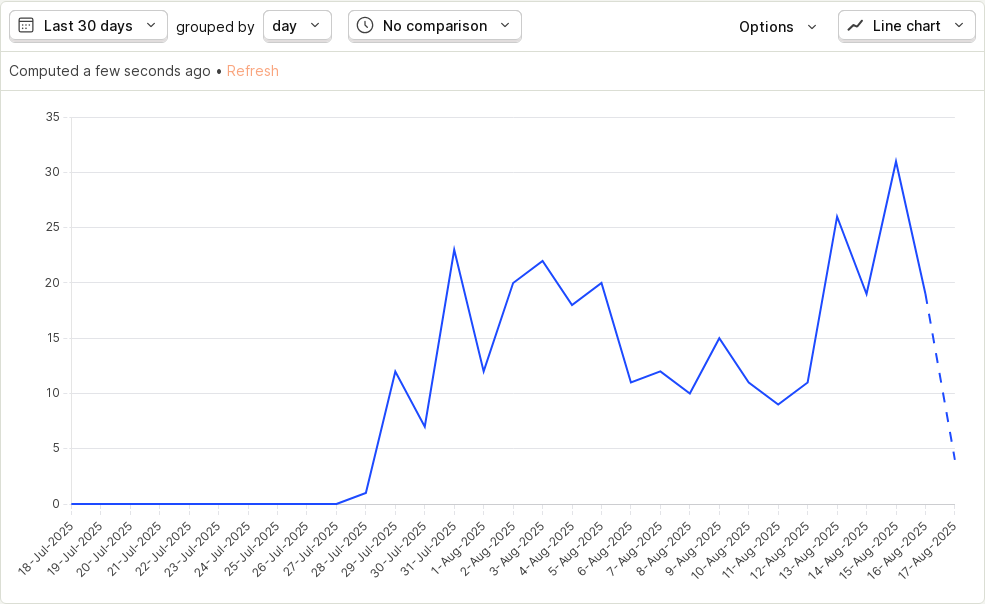 Last 30 days grouped by day No comparison Options Line chart
Computed a few seconds ago • Refresh
35
30
25
20
15
10
5
0
18-Jul-2025
19-Jul-2025
20-Jul-2025
21-Jul-2025
22-Jul-2025
23-Jul-2025
24-Jul-2025
25-Jul-2025
26-Jul-2025
27-Jul-2025
28-Jul-2025
29-Jul-2025
30-Jul-2025
31-Jul-2025
1-Aug-2025
2-Aug-2025
3-Aug-2025
4-Aug-2025
5-Aug-2025
6-Aug-2025
7-Aug-2025
8-Aug-2025
9-Aug-2025
10-Aug-2025
11-Aug-2025
12-Aug-2025
13-Aug-2025
14-Aug-2025
15-Aug-2025
16-Aug-2025
17-Aug-2025